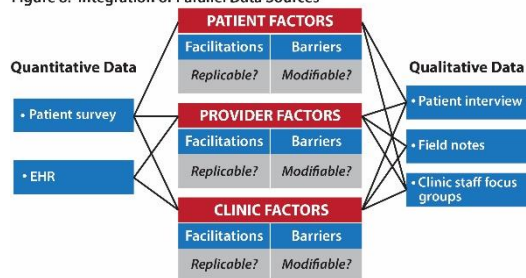 Figure 6. Integration of Parallel Data Sources
PATIENT FACTORS
Facilitations Barriers
Replicable? Modifiable?
Quantitative Data
• Patient survey
• EHR
PROVIDER FACTORS
Facilitations Barriers
Replicable? Modifiable?
CLINIC FACTORS
Facilitations Barriers
Replicable? Modifiable?
Qualitative Data
• Patient interview
• Field notes
• Clinic staff focus
groups